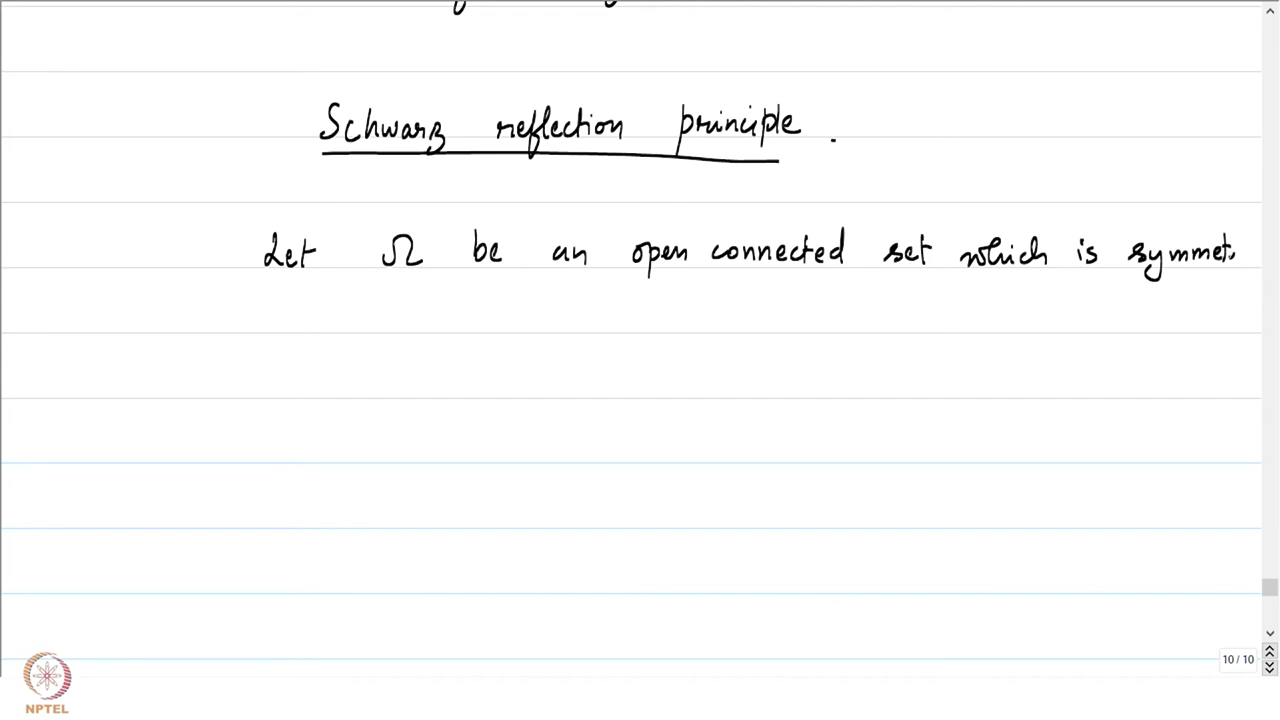 Schwarz reflection principle.
Let Ω be an open connected set which is symmet
10 / 10
NPTEL